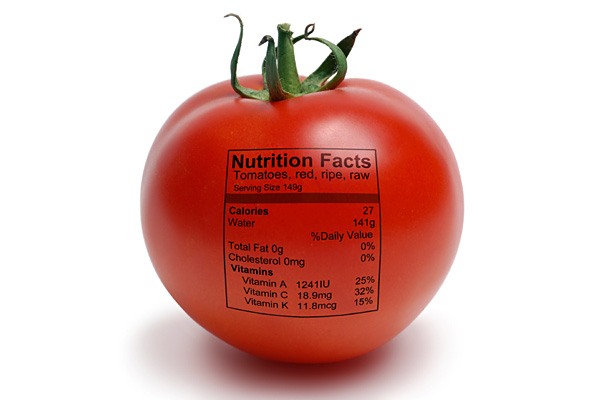 Nutrition Facts
Tomatoes, red, ripe, raw
Serving Size 149g
Calories 27
Water 141g
%Daily Value
Total Fat 0g 0%
Cholesterol 0mg 0%
Vitamins
Vitamin A 1241IU 25%
Vitamin C 18.9mg 32%
Vitamin K 11.8mcg 15%